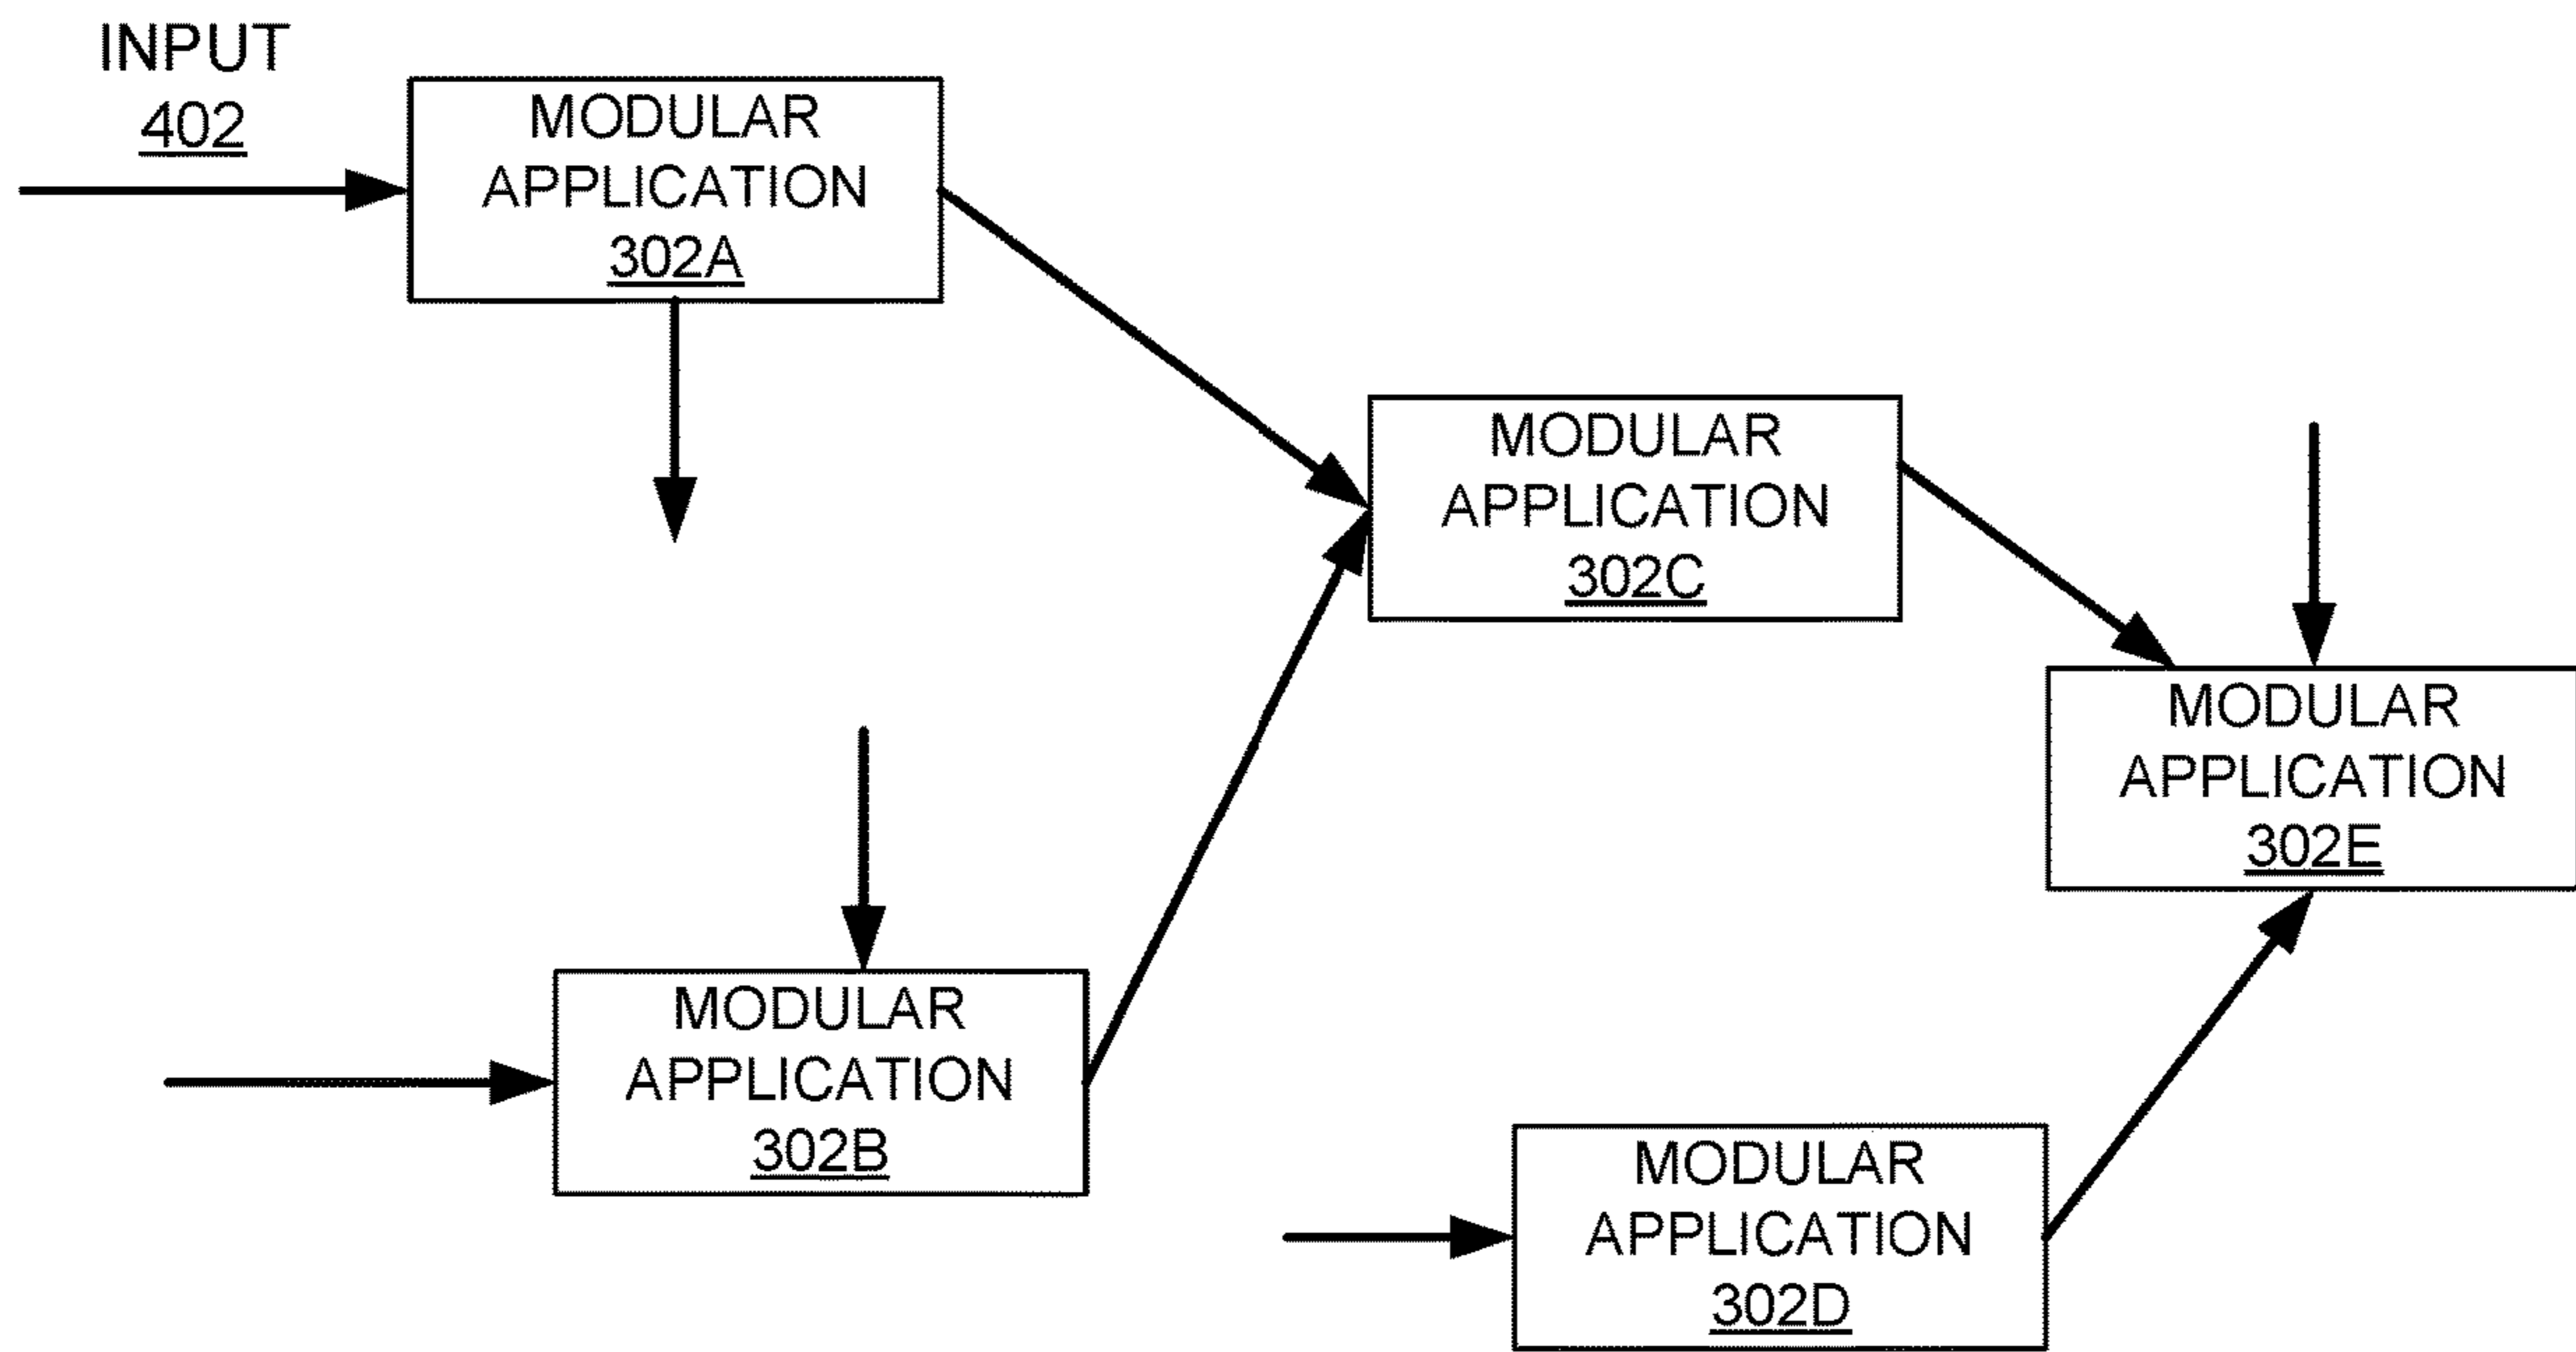 INPUT
402
MODULAR
APPLICATION
302A
MODULAR
APPLICATION
302C
MODULAR
APPLICATION
302E
MODULAR
APPLICATION
302B
MODULAR
APPLICATION
302D